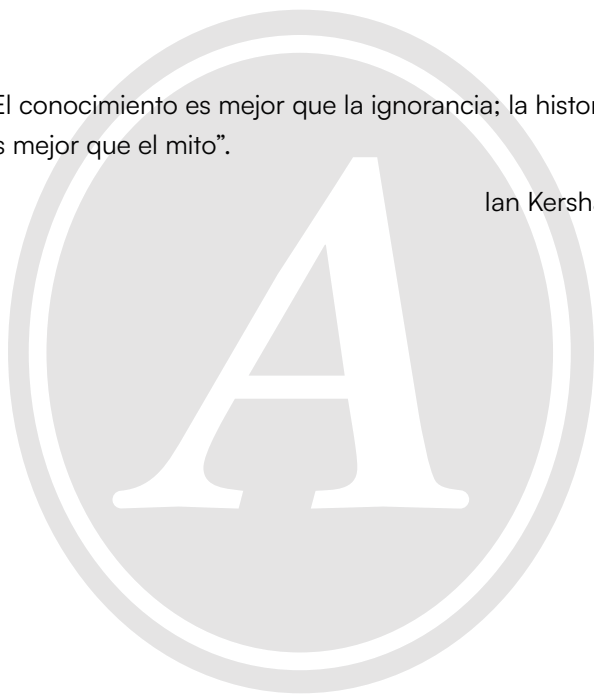 El conocimiento es mejor que la ignorancia; la histor
s mejor que el mito”.
Ian Kersh
A